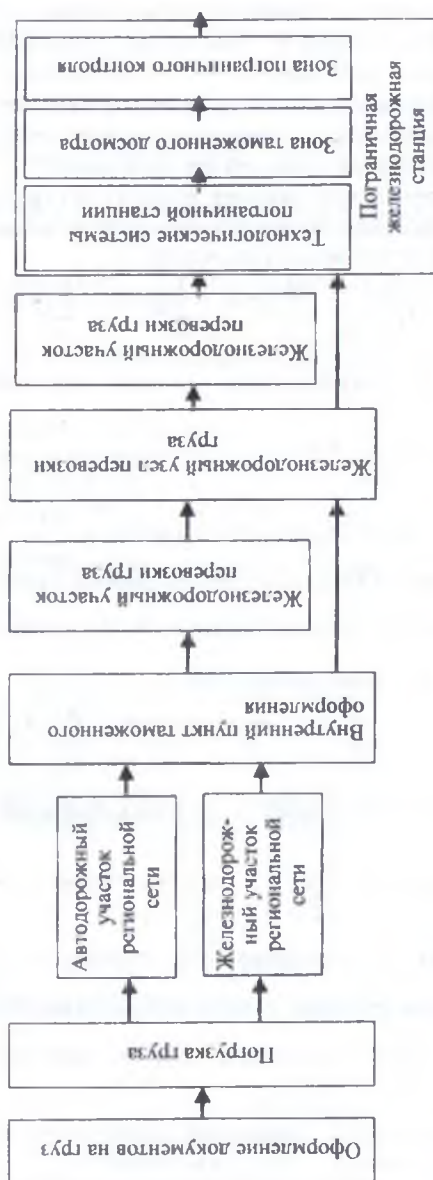 Оформление документов на груз
Погрузка груза
Автодорожный
участок
региональной
сети
Железнодорож-
ный участок
региональной
сети
Внутренний пункт таможенного
оформления
Железнодорожный участок
перевозки груза
Железнодорожный узел перевозки
груза
Железнодорожный участок
перевозки груза
Технологические системы
пограничной станции
Зона таможенного досмотра
Зона пограничного контроля
Пограничная
железнодорожная
станция